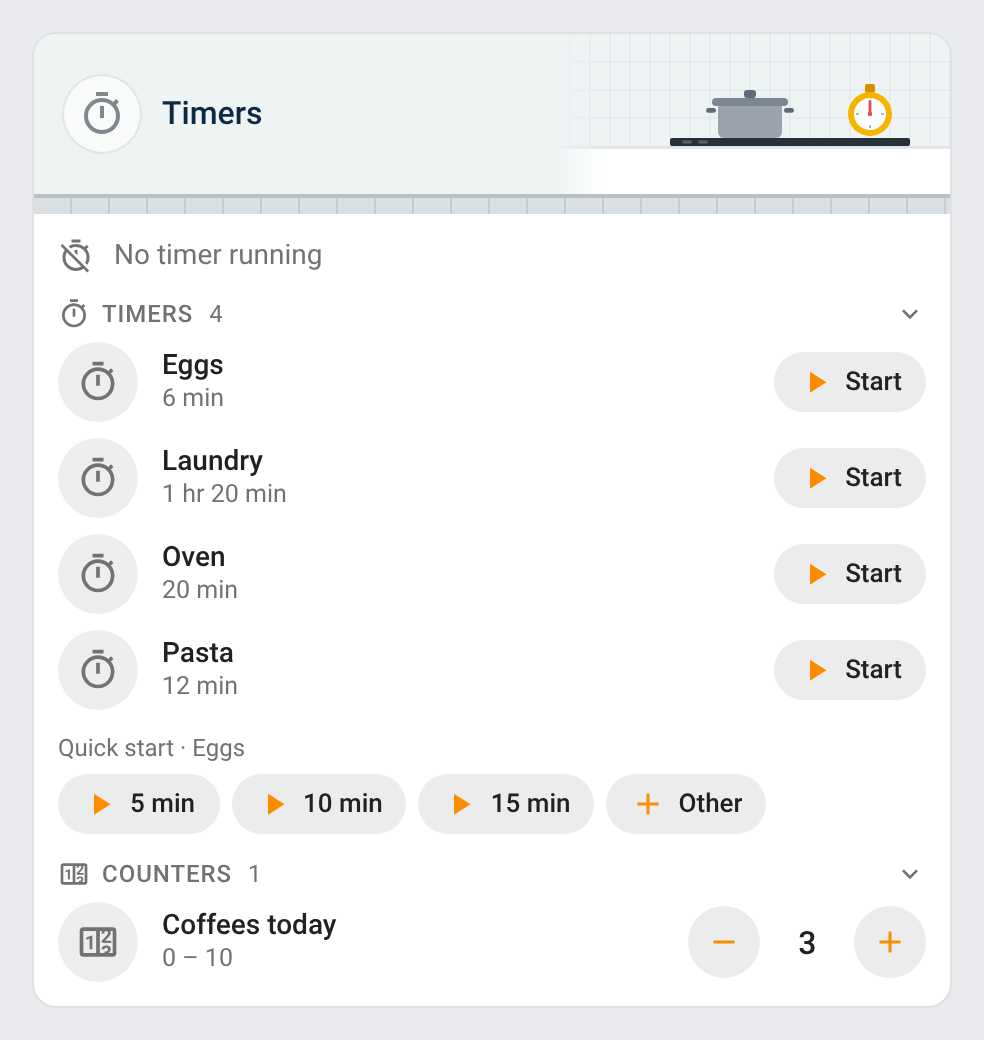 Timers
No timer running
TIMERS 4
Eggs
6 min
Start
Laundry
1 hr 20 min
Start
Oven
20 min
Start
Pasta
12 min
Start
Quick start · Eggs
5 min
10 min
15 min
Other
COUNTERS 1
Coffees today
0 – 10
3